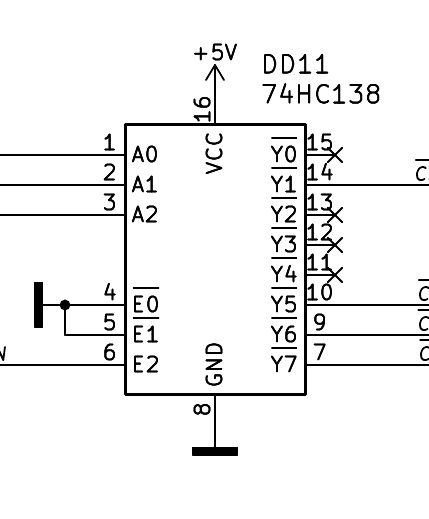 +5V
DD11
74HC138
16
VCC
1 A0 Y0 15
2 A1 Y1 14
3 A2 Y2 13
Y3 12
Y4 11
4 E0 Y5 10
5 E1 Y6 9
6 E2 Y7 7
GND
8